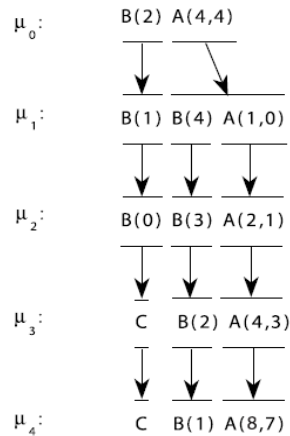 μ₀: B(2) A(4,4)
μ₁: B(1) B(4) A(1,0)
μ₂: B(0) B(3) A(2,1)
μ₃: C B(2) A(4,3)
μ₄: C B(1) A(8,7)